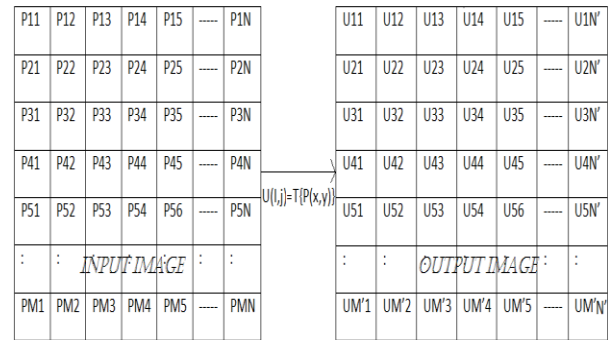 P11 P12 P13 P14 P15 ----- P1N
P21 P22 P23 P24 P25 ----- P2N
P31 P32 P33 P34 P35 ----- P3N
P41 P42 P43 P44 P45 ----- P4N
P51 P52 P53 P54 P56 ----- P5N
: : : : : : :
INPUT IMAGE
PM1 PM2 PM3 PM4 PM5 ----- PMN
U(I,j)=T{P(x,y)}
U11 U12 U13 U14 U15 ----- U1N'
U21 U22 U23 U24 U25 ----- U2N'
U31 U32 U33 U34 U35 ----- U3N'
U41 U42 U43 U44 U45 ----- U4N'
U51 U52 U53 U54 U56 ----- U5N'
: : : : : : :
OUTPUT IMAGE
UM'1 UM'2 UM'3 UM'4 UM'5 ----- UM'N'